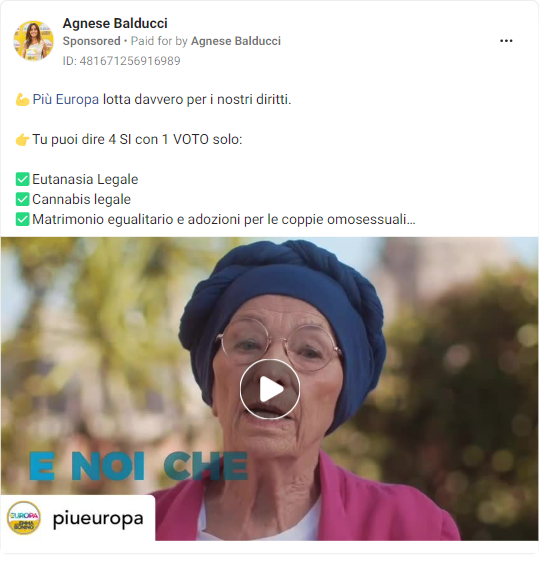 Agnese Balducci
Sponsored • Paid for by Agnese Balducci
ID: 481671256916989
💪Più Europa lotta davvero per i nostri diritti.
👉Tu puoi dire 4 SI con 1 VOTO solo:
✅Eutanasia Legale
✅Cannabis legale
✅Matrimonio egualitario e adozioni per le coppie omosessuali...
E NOI CHE
EUROPA
EMMA
BONINO
piueuropa